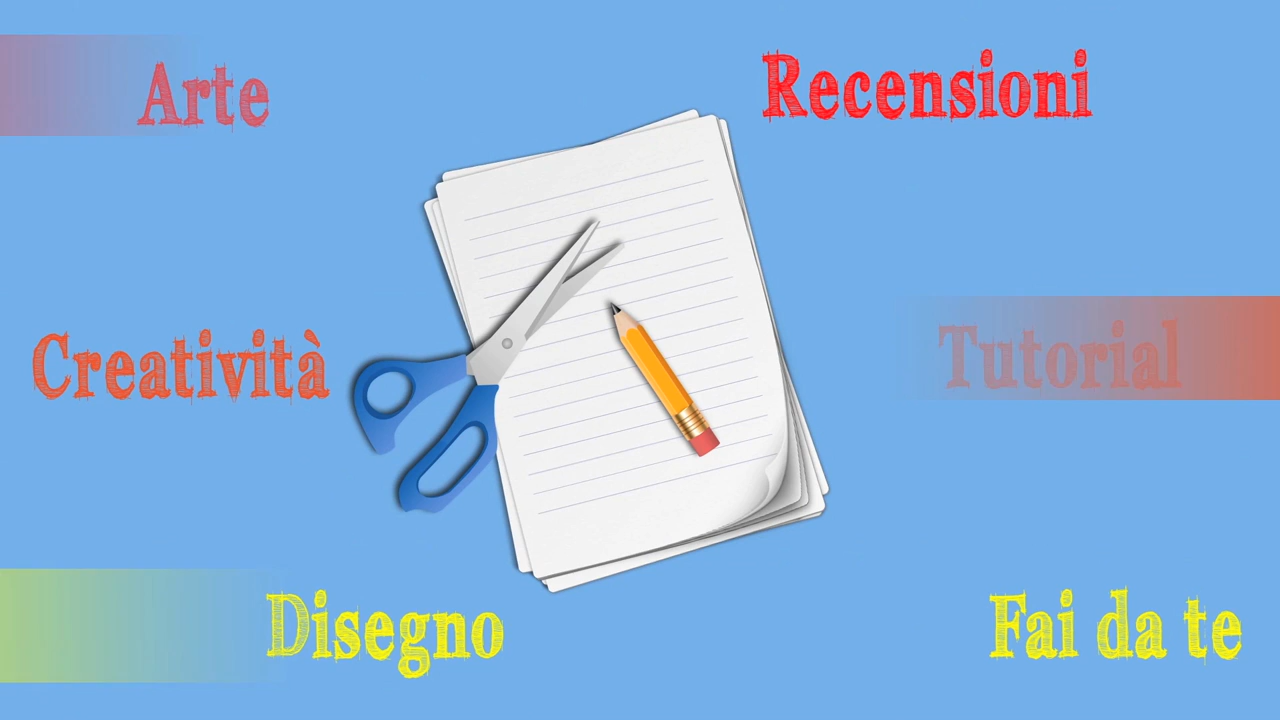 Arte
Recensioni
Creatività
Tutorial
Disegno
Fai da te